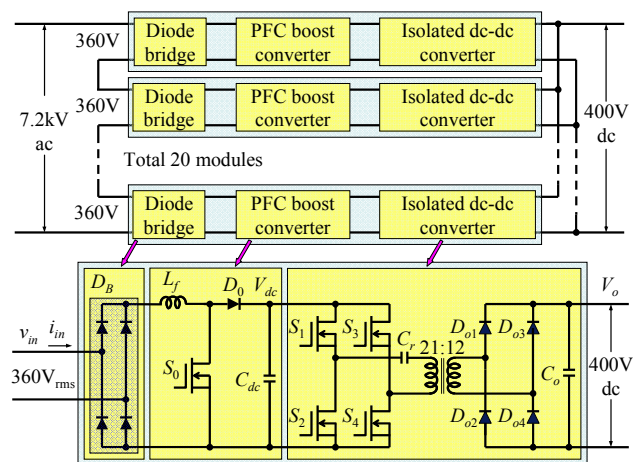 360V
Diode bridge
PFC boost converter
Isolated dc-dc converter
360V
Diode bridge
PFC boost converter
Isolated dc-dc converter
7.2kV ac
400V dc
Total 20 modules
360V
Diode bridge
PFC boost converter
Isolated dc-dc converter
D_B
L_f
D_0
V_dc
V_o
v_in
i_in
S_0
C_dc
S_1
S_3
C_r
21:12
D_o1
D_o3
C_o
360V_rms
400V dc
S_2
S_4
D_o2
D_o4